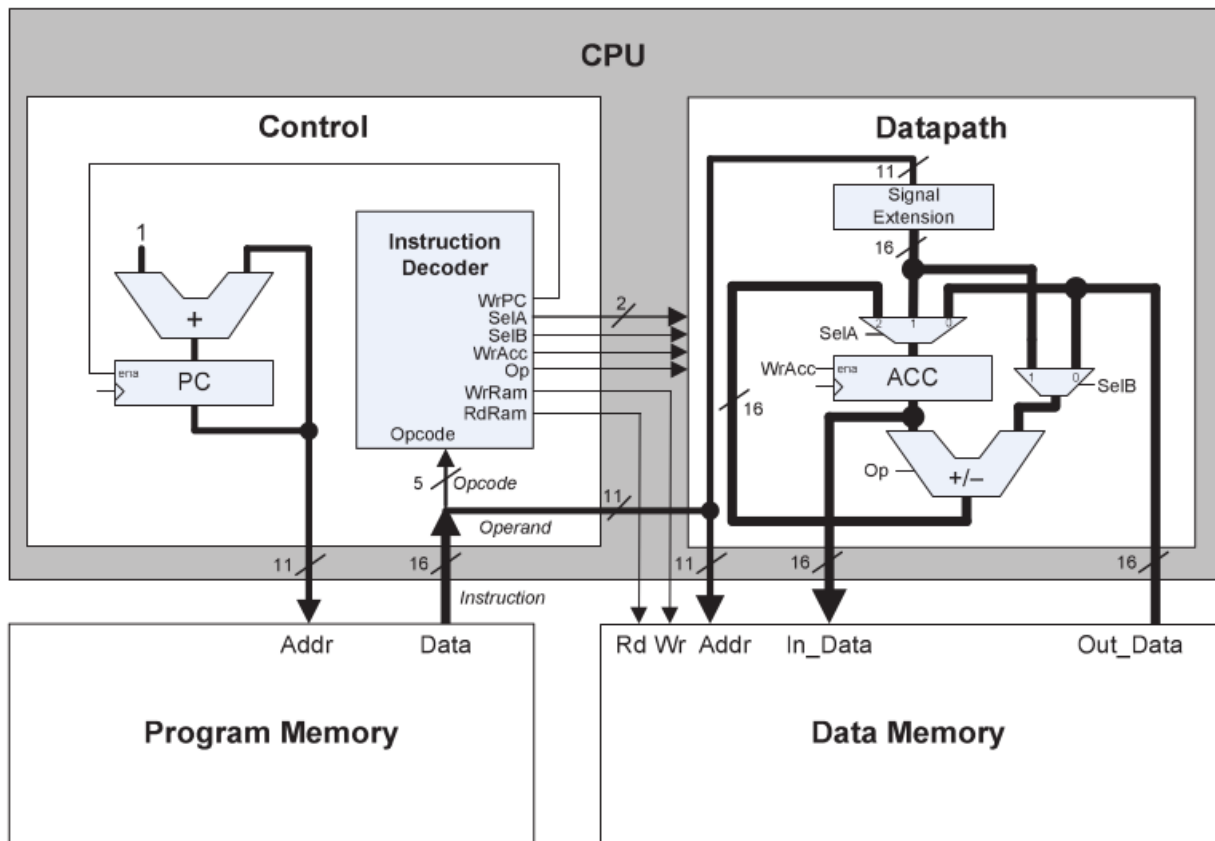 CPU
Control
Datapath
1
+
ena
PC
Instruction
Decoder
WrPC
SelA
SelB
WrAcc
Op
WrRam
RdRam
Opcode
2
5
Opcode
11
Operand
11
16
Instruction
11
Signal
Extension
16
2 1 0
SelA
WrAcc
ena
ACC
1 0
SelB
16
Op
+/–
11
16
16
Addr
Data
Rd Wr Addr
In_Data
Out_Data
Program Memory
Data Memory